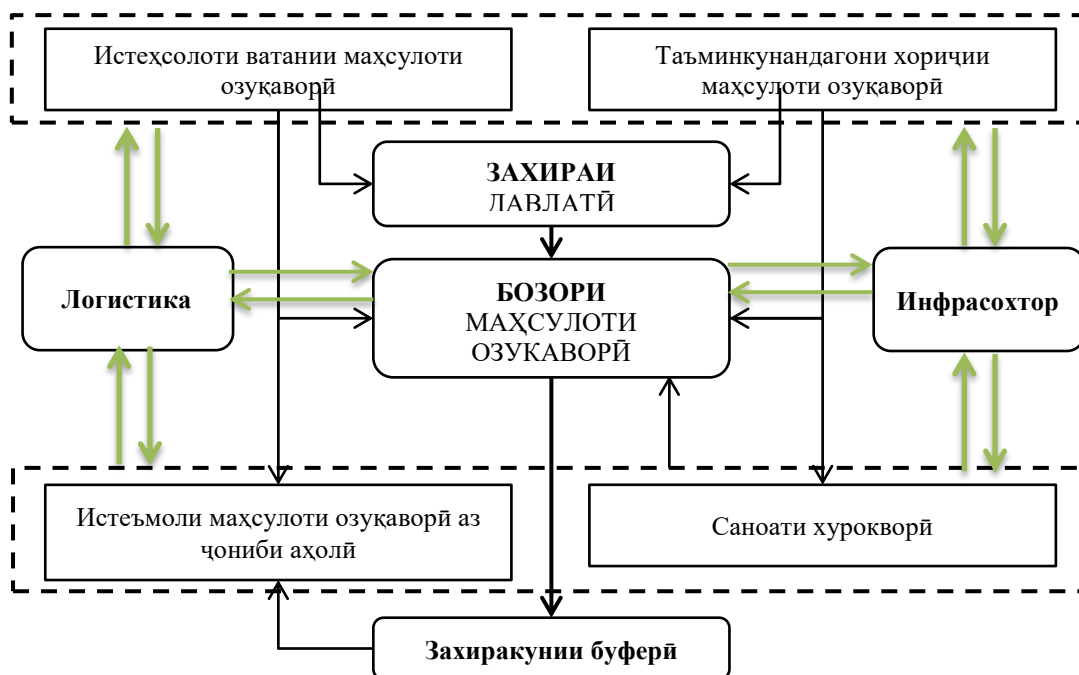 Истеҳсолоти ватании маҳсулоти
озуқаворӣ
Таъминкунандагони хориҷии
маҳсулоти озуқаворӣ
ЗАХИРАИ
ДАВЛАТӢ
Логистика
БОЗОРИ
МАҲСУЛОТИ
ОЗУҚАВОРӢ
Инфрасохтор
Истеъмоли маҳсулоти озуқаворӣ аз
ҷониби аҳолӣ
Саноати хӯрокворӣ
Захиракунии буферӣ